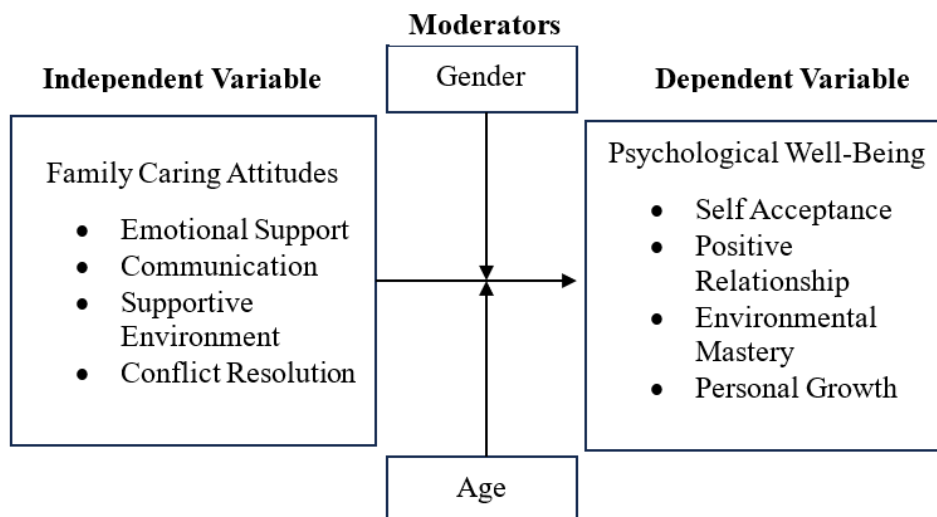 Moderators
Gender
Independent Variable
Family Caring Attitudes
• Emotional Support
• Communication
• Supportive
Environment
• Conflict Resolution
Dependent Variable
Psychological Well-Being
• Self Acceptance
• Positive
Relationship
• Environmental
Mastery
• Personal Growth
Age